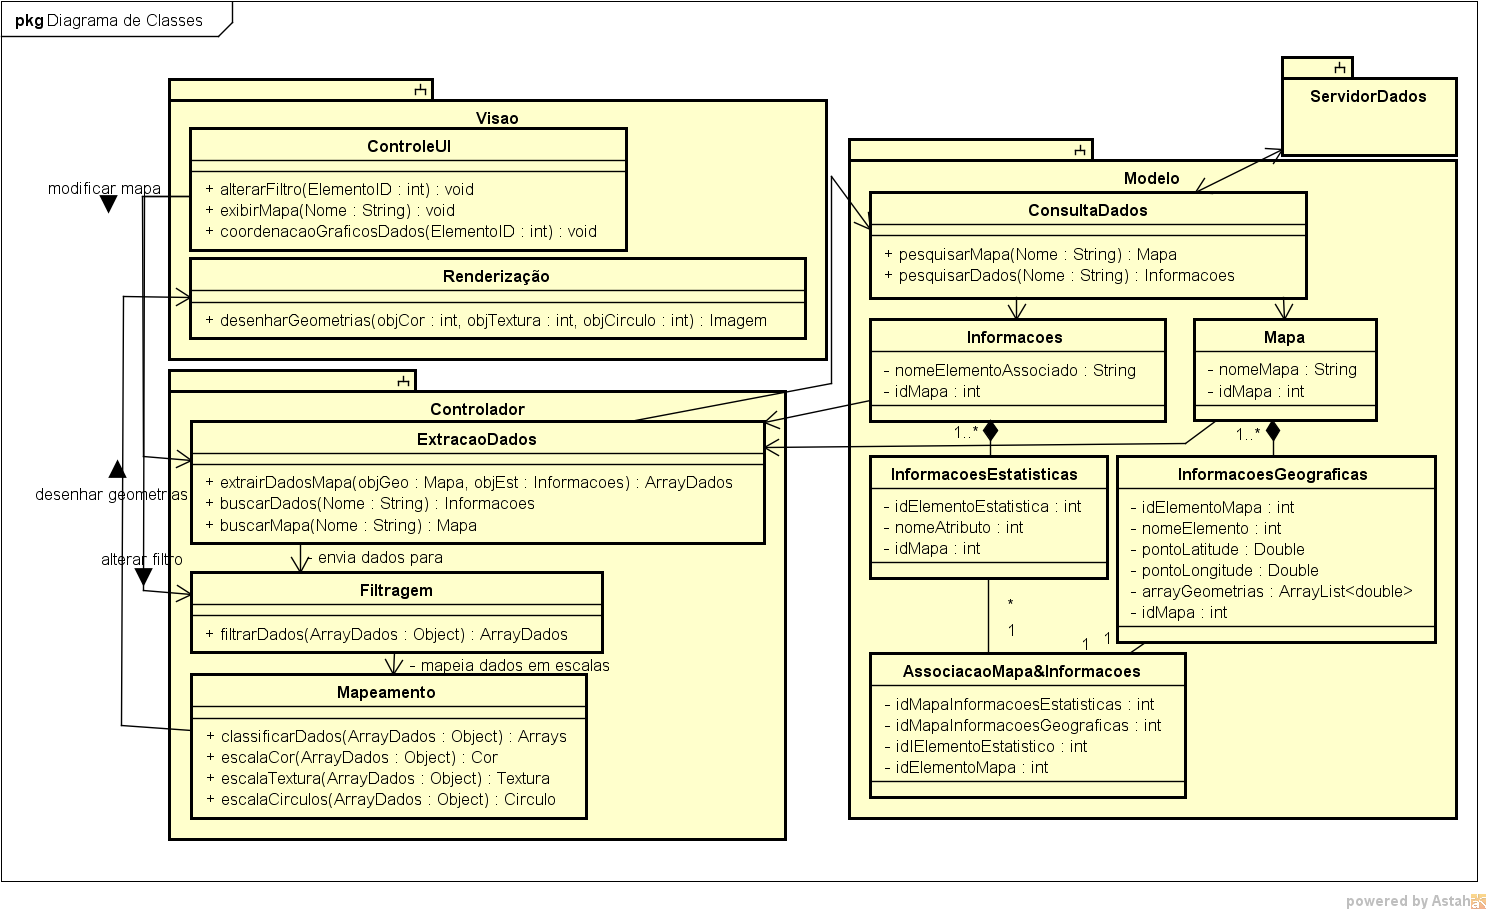 pkg Diagrama de Classes
Visao
ControleUI
+ alterarFiltro(ElementoID : int) : void
+ exibirMapa(Nome : String) : void
+ coordenacaoGraficosDados(ElementoID : int) : void
modificar mapa
Renderização
+ desenharGeometrias(objCor : int, objTextura : int, objCirculo : int) : Imagem
Controlador
ExtracaoDados
+ extrairDadosMapa(objGeo : Mapa, objEst : Informacoes) : ArrayDados
+ buscarDados(Nome : String) : Informacoes
+ buscarMapa(Nome : String) : Mapa
desenhar geometrias
- envia dados para
alterar filtro
Filtragem
+ filtrarDados(ArrayDados : Object) : ArrayDados
- mapeia dados em escalas
Mapeamento
+ classificarDados(ArrayDados : Object) : Arrays
+ escalaCor(ArrayDados : Object) : Cor
+ escalaTextura(ArrayDados : Object) : Textura
+ escalaCirculos(ArrayDados : Object) : Circulo
ServidorDados
Modelo
ConsultaDados
+ pesquisarMapa(Nome : String) : Mapa
+ pesquisarDados(Nome : String) : Informacoes
Informacoes
- nomeElementoAssociado : String
- idMapa : int
Mapa
- nomeMapa : String
- idMapa : int
1..*
1..*
InformacoesEstatisticas
- idElementoEstatistica : int
- nomeAtributo : int
- idMapa : int
InformacoesGeograficas
- idElementoMapa : int
- nomeElemento : int
- pontoLatitude : Double
- pontoLongitude : Double
- arrayGeometrias : ArrayList<double>
- idMapa : int
*
1
1
1
AssociacaoMapa&Informacoes
- idMapaInformacoesEstatisticas : int
- idMapaInformacoesGeograficas : int
- idIElementoEstatistico : int
- idElementoMapa : int
powered by Astah